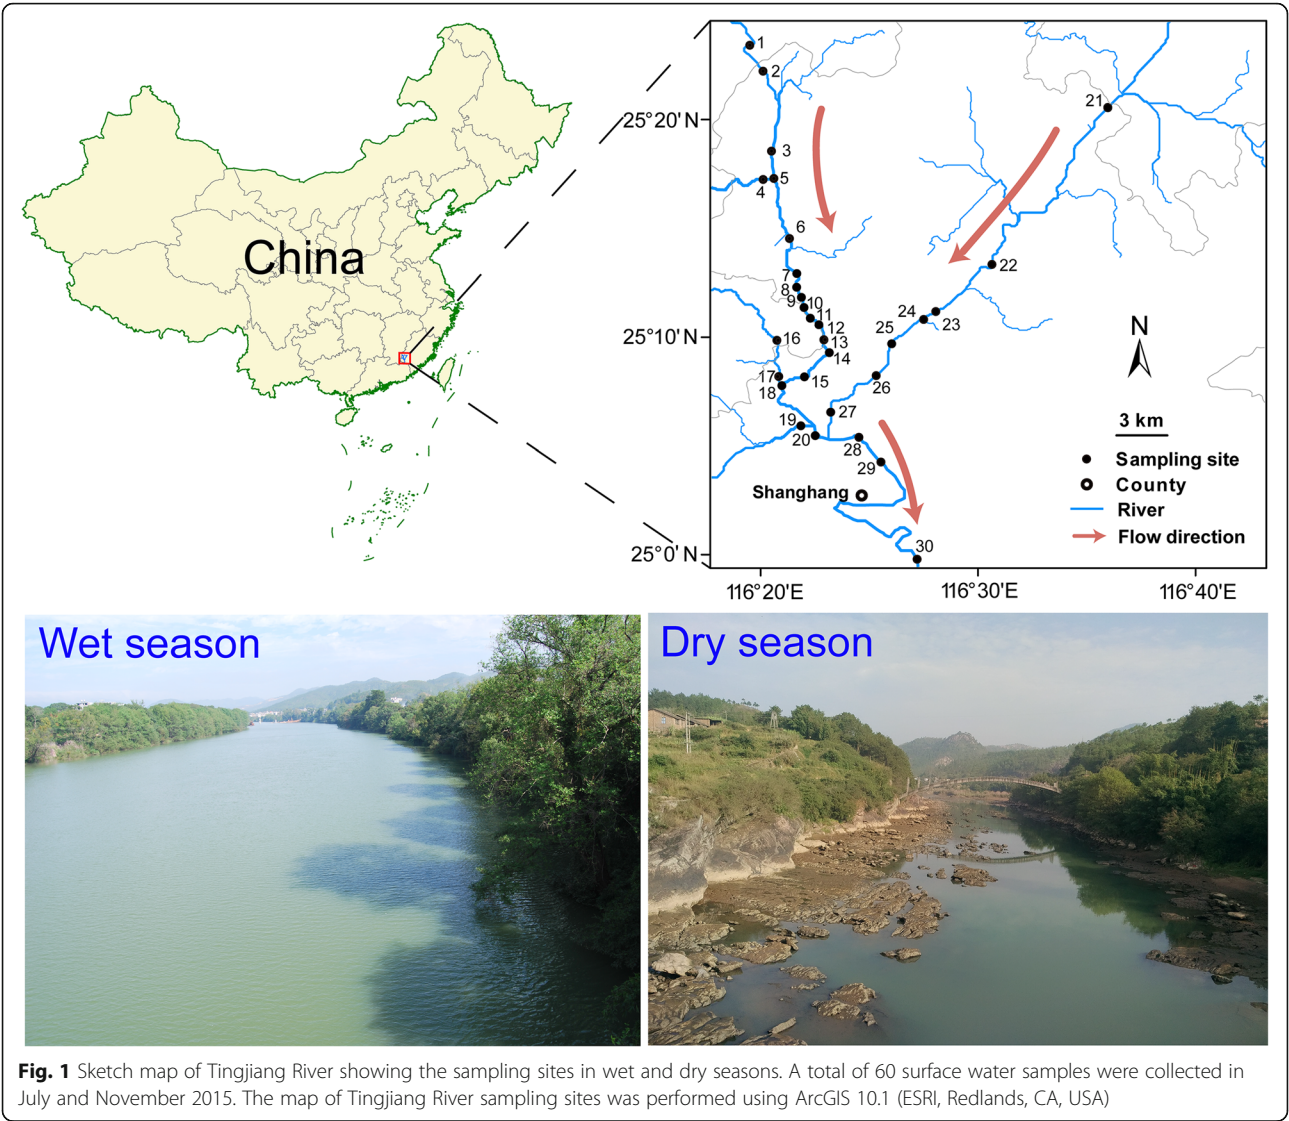 China
25°20' N
25°10' N
25°0' N
116°20'E
116°30'E
116°40'E
1
2
3
4
5
6
7
8
9
10
11
12
13
14
15
16
17
18
19
20
21
22
23
24
25
26
27
28
29
30
Shanghang
N
3 km
Sampling site
County
River
Flow direction
Wet season
Dry season
Fig. 1 Sketch map of Tingjiang River showing the sampling sites in wet and dry seasons. A total of 60 surface water samples were collected in
July and November 2015. The map of Tingjiang River sampling sites was performed using ArcGIS 10.1 (ESRI, Redlands, CA, USA)